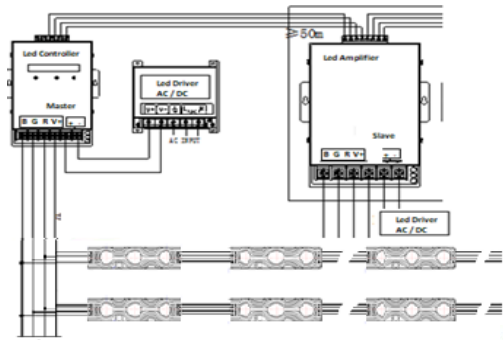 Led Controller
Master
B G R V+
+ -
Led Driver
AC / DC
V+ V- G L
AC INPUT
≥50m
Led Amplifier
Slave
B G R V+
+ -
Led Driver
AC / DC